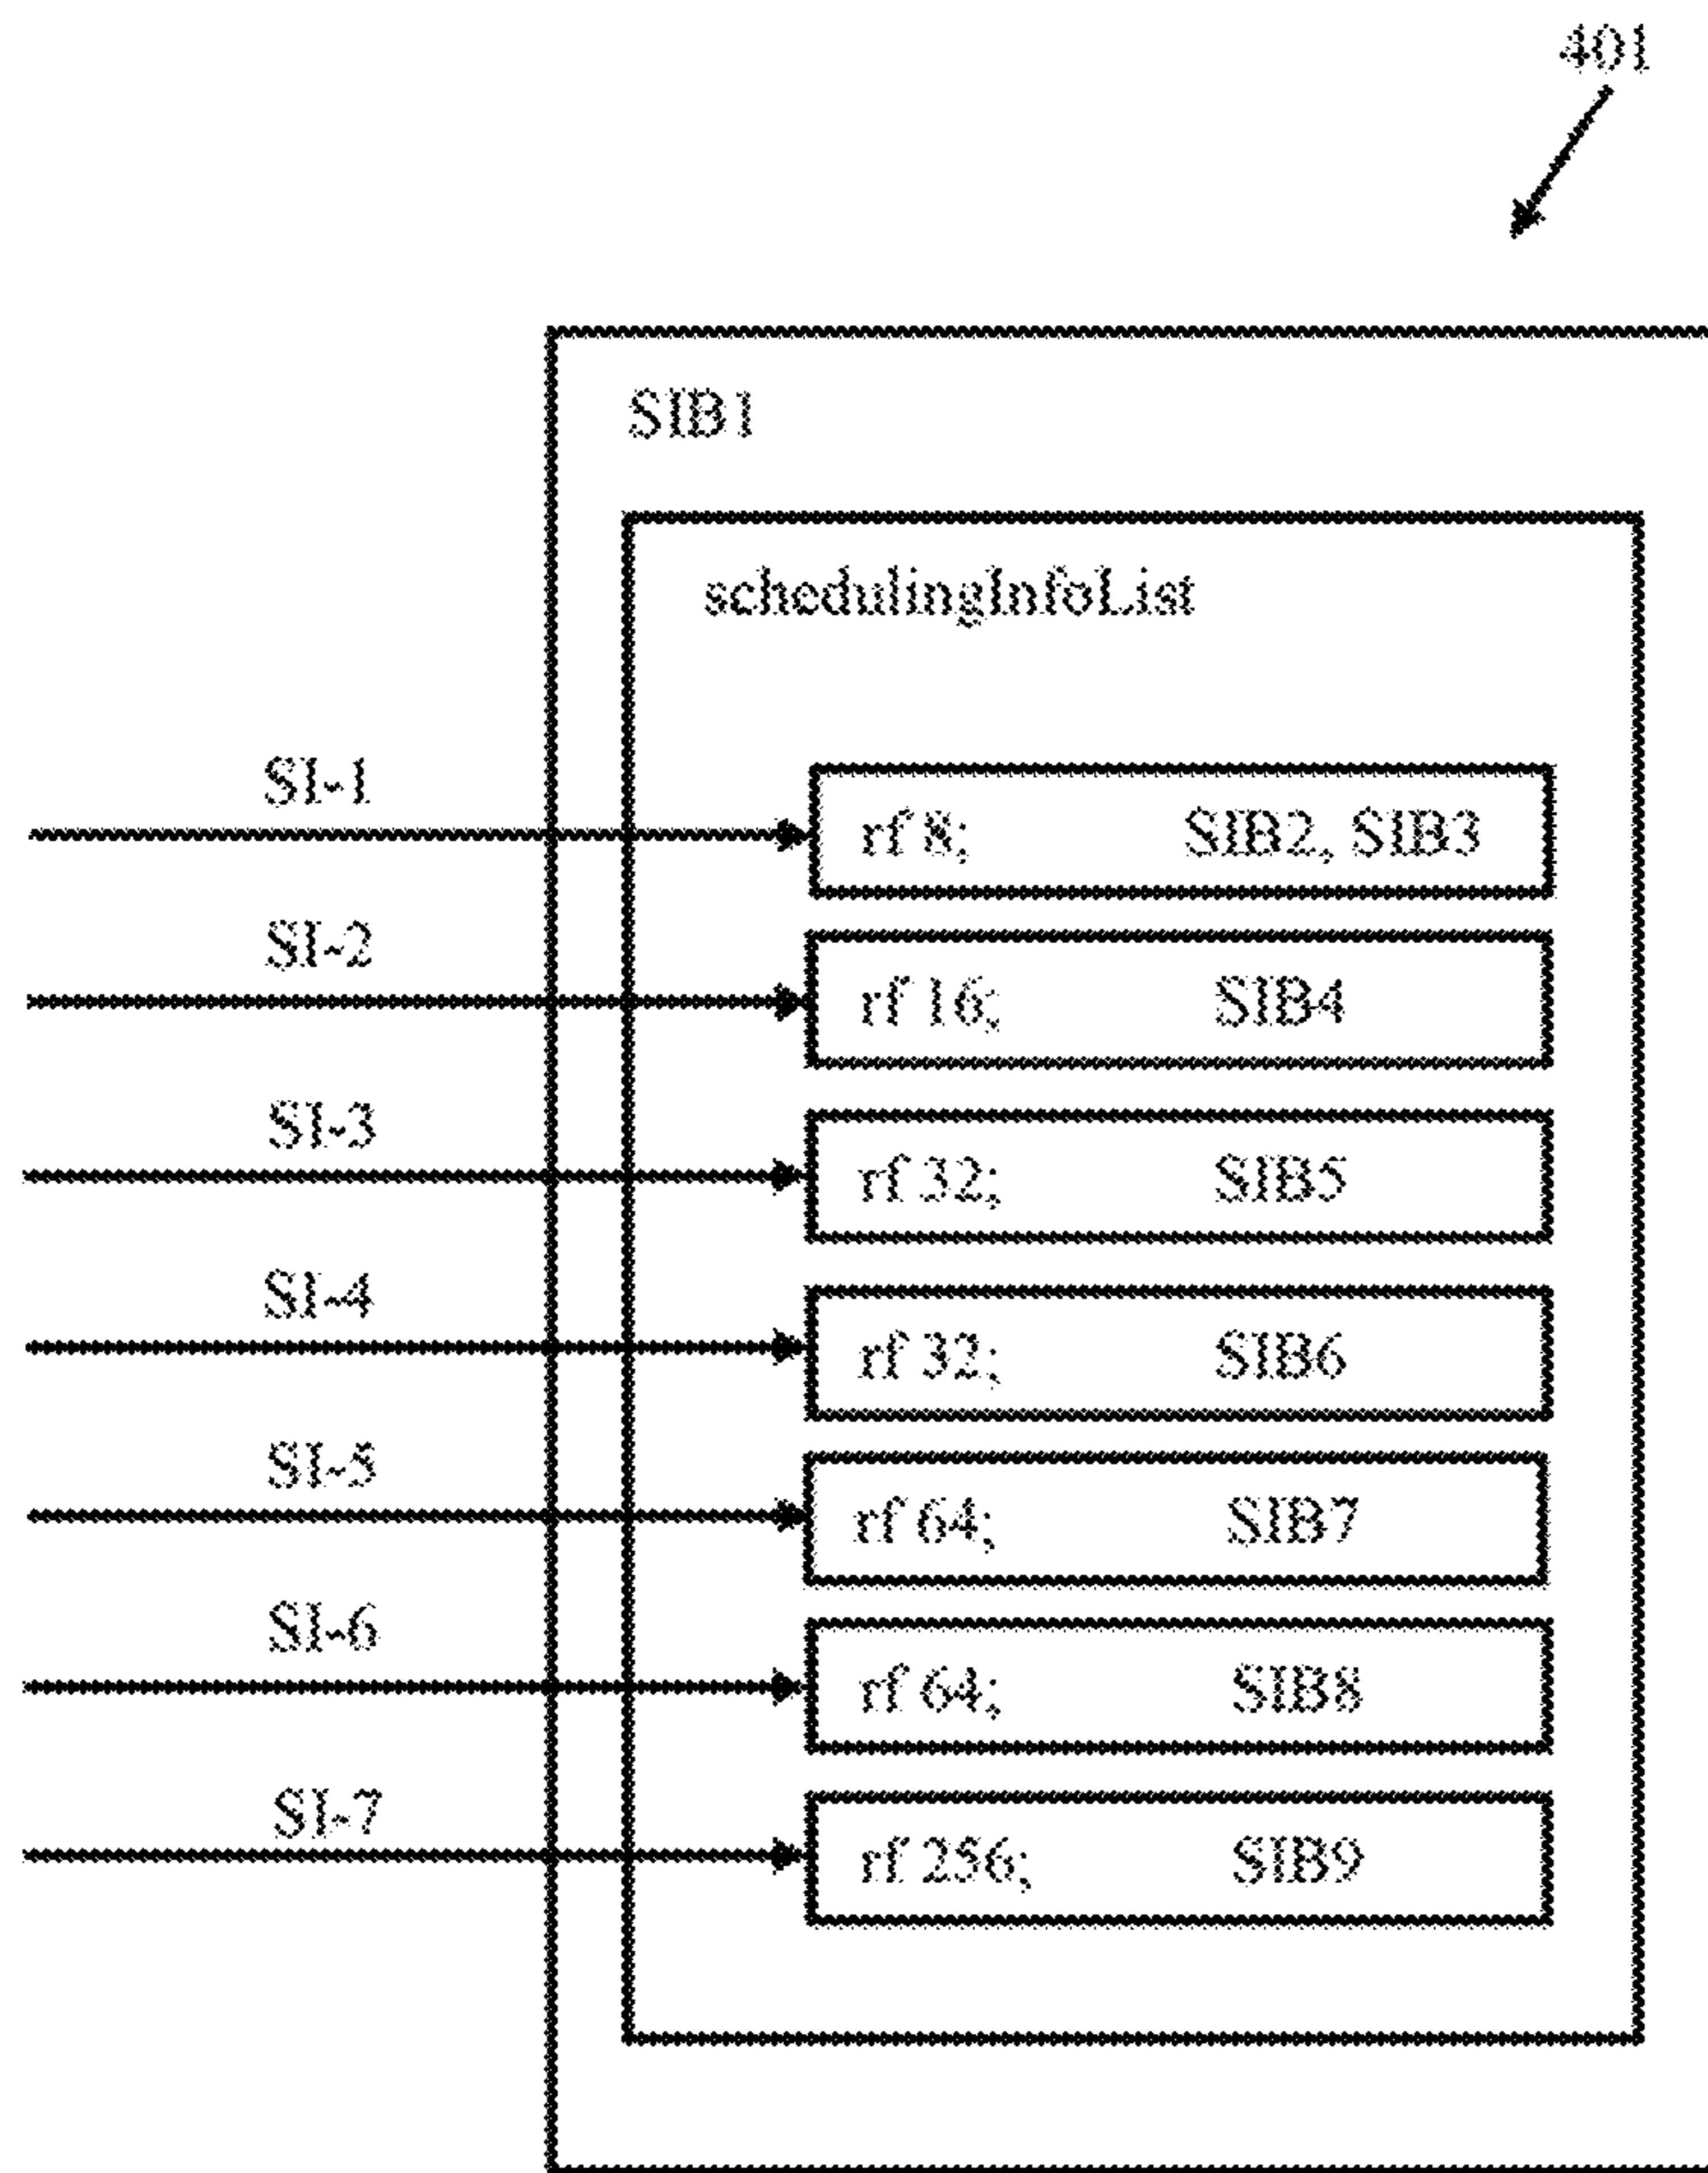 401
SIB1
schedulingInfoList
SI-1
rf 8; SIB2, SIB3
SI-2
rf 16; SIB4
SI-3
rf 32; SIB5
SI-4
rf 32; SIB6
SI-5
rf 64; SIB7
SI-6
rf 64; SIB8
SI-7
rf 256; SIB9